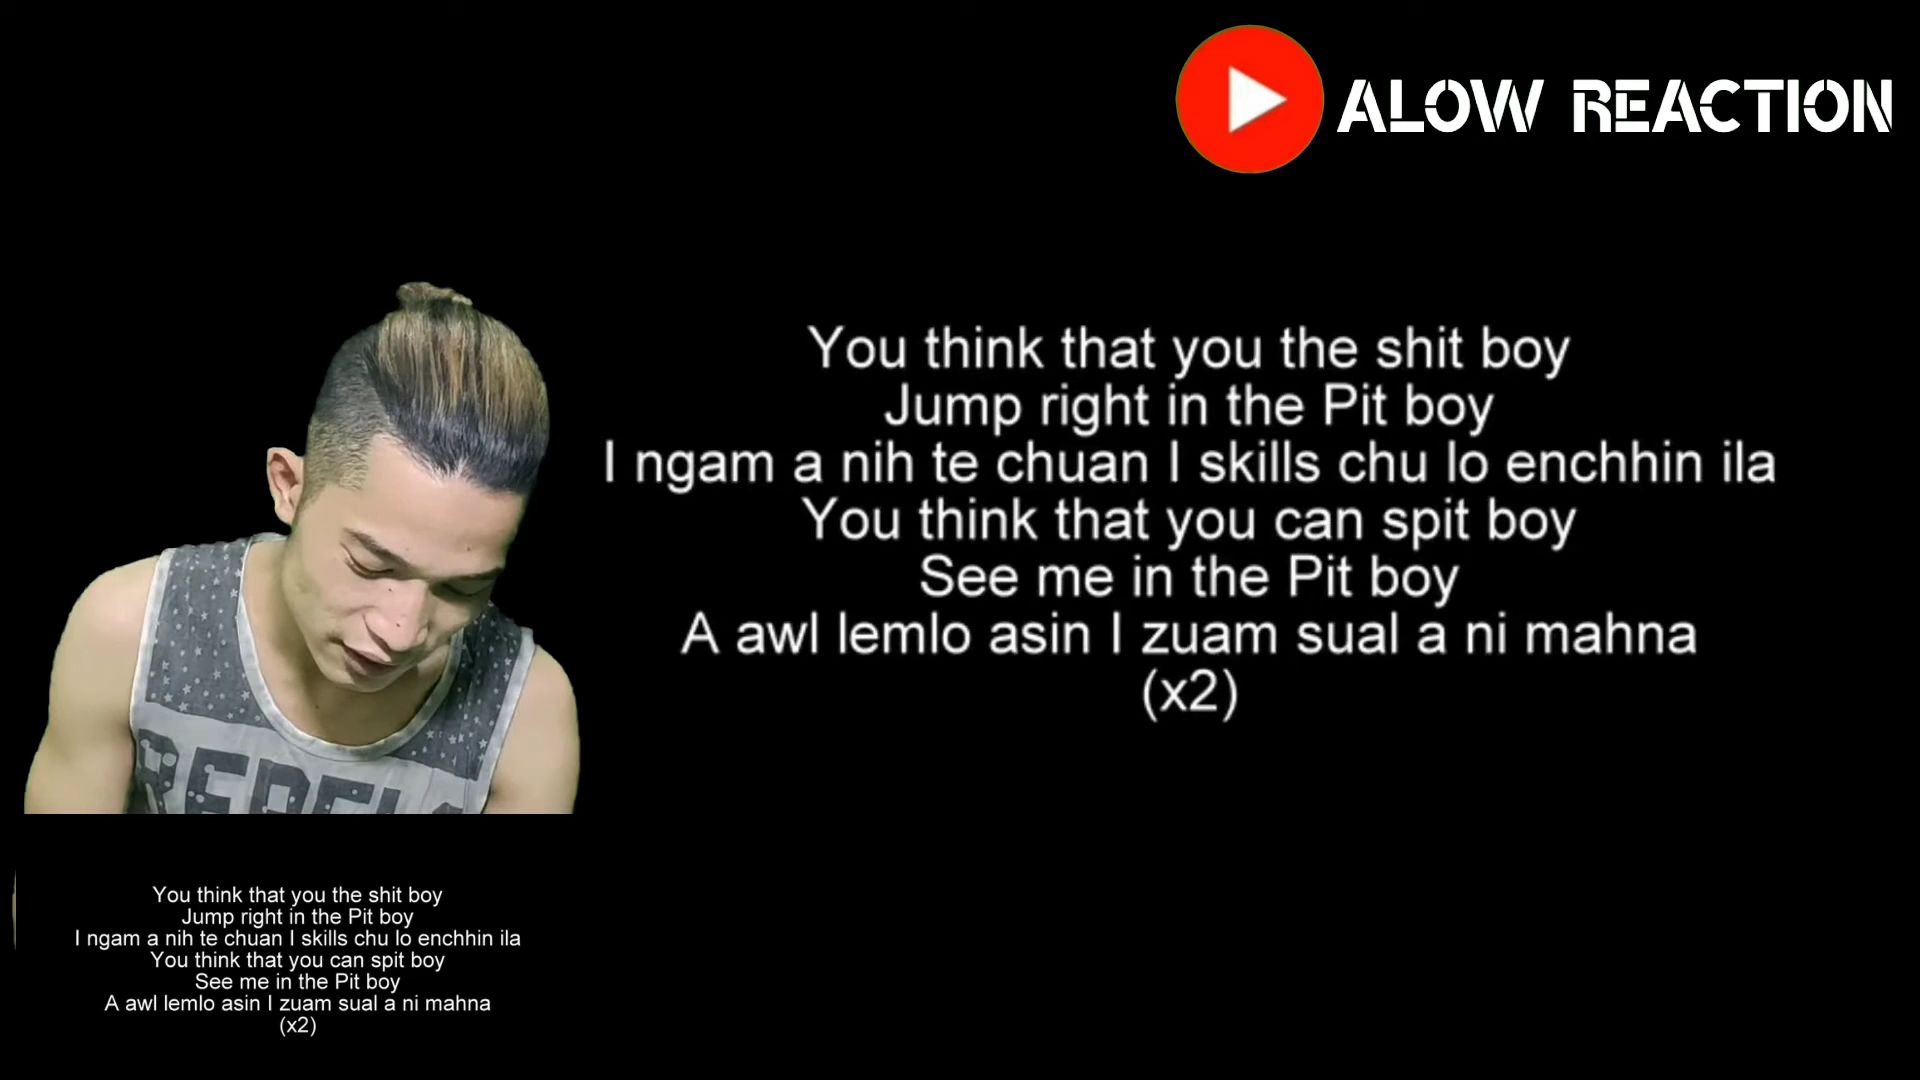 ALOW REACTION
You think that you the shit boy
Jump right in the Pit boy
I ngam a nih te chuan I skills chu lo enchhin ila
You think that you can spit boy
See me in the Pit boy
A awl lemlo asin I zuam sual a ni mahna
(x2)
You think that you the shit boy
Jump right in the Pit boy
I ngam a nih te chuan I skills chu lo enchhin ila
You think that you can spit boy
See me in the Pit boy
A awl lemlo asin I zuam sual a ni mahna
(x2)